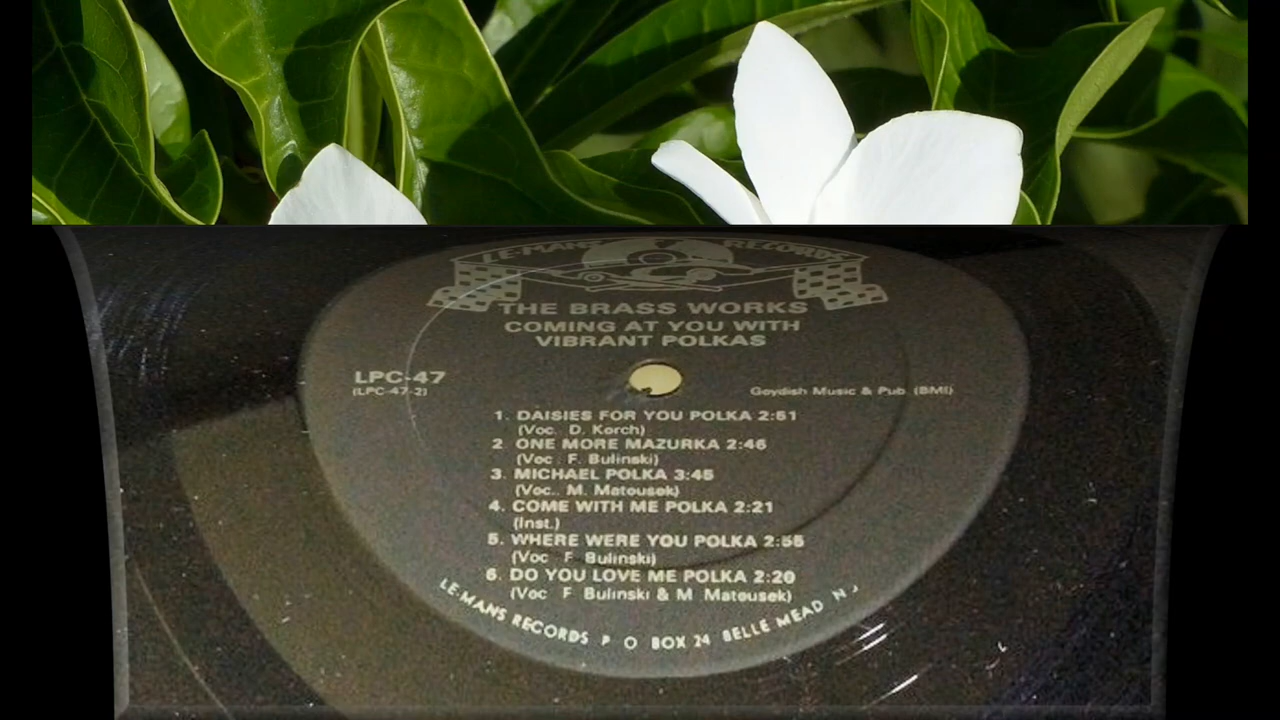 LE-MANS RECORDS
THE BRASS WORKS
COMING AT YOU WITH
VIBRANT POLKAS
LPC-47
(LPC-47-2)
Goydish Music & Pub. (BMI)
1. DAISIES FOR YOU POLKA 2:51
(Voc. D. Korch)
2 ONE MORE MAZURKA 2:46
(Voc. F. Bulinski)
3. MICHAEL POLKA 3:45
(Voc.. M. Matousek)
4. COME WITH ME POLKA 2:21
(Inst.)
5. WHERE WERE YOU POLKA 2:55
(Voc F. Bulinski)
6. DO YOU LOVE ME POLKA 2:20
(Voc F Bulinski & M Matousek)
LE-MANS RECORDS P O BOX 24 BELLE MEAD N J